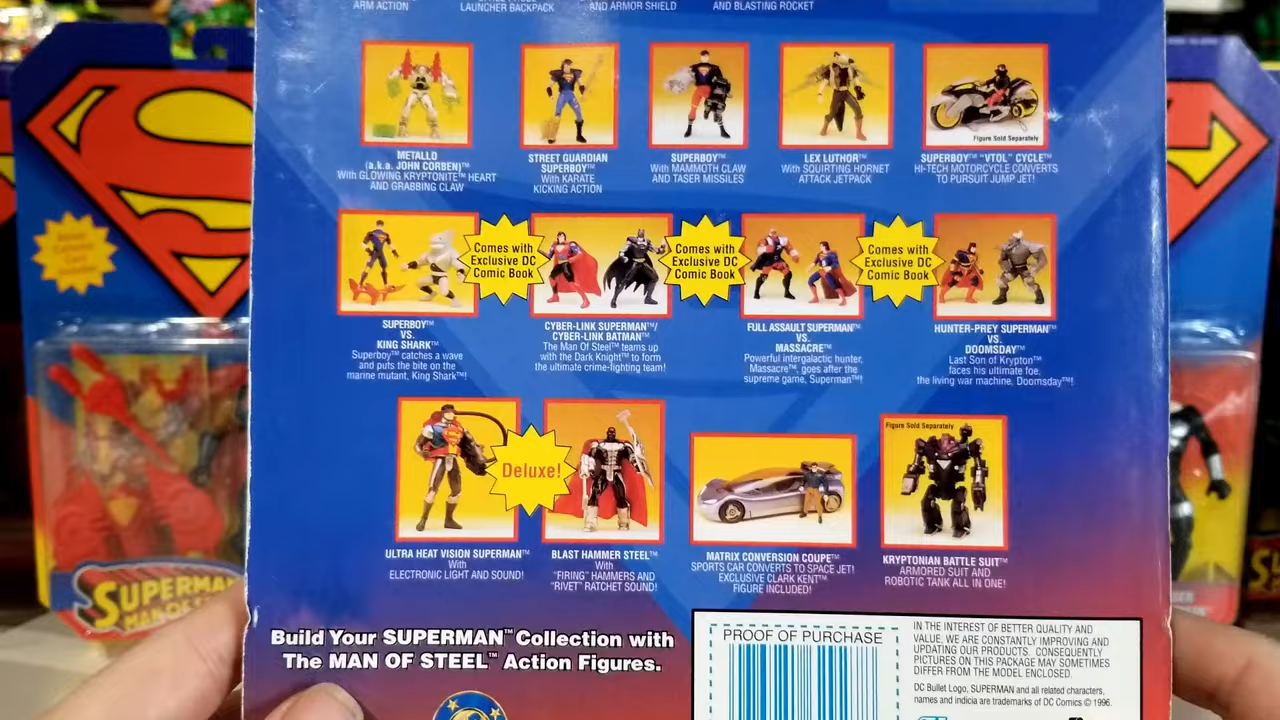 ARM ACTION
LAUNCHER BACKPACK
AND ARMOR SHIELD
AND BLASTING ROCKET
Figure Sold Separately
METALLO
(a.k.a. JOHN CORBEN)™
With GLOWING KRYPTONITE™ HEART
AND GRABBING CLAW
STREET GUARDIAN
SUPERBOY™
With KARATE
KICKING ACTION
SUPERBOY™
With MAMMOTH CLAW
AND TASER MISSILES
LEX LUTHOR™
With SQUIRTING HORNET
ATTACK JETPACK
SUPERBOY™ "VTOL" CYCLE™
HI-TECH MOTORCYCLE CONVERTS
TO PURSUIT JUMP JET!
Comes with
Exclusive DC
Comic Book
Comes with
Exclusive DC
Comic Book
Comes with
Exclusive DC
Comic Book
SUPERBOY™
VS.
KING SHARK™
Superboy™ catches a wave
and puts the bite on the
marine mutant, King Shark™!
CYBER-LINK SUPERMAN™/
CYBER-LINK BATMAN™
The Man Of Steel™ teams up
with the Dark Knight™ to form
the ultimate crime-fighting team!
FULL ASSAULT SUPERMAN™
VS.
MASSACRE™
Powerful intergalactic hunter,
Massacre™, goes after the
supreme game, Superman™!
HUNTER-PREY SUPERMAN™
VS.
DOOMSDAY™
Last Son of Krypton™
faces his ultimate foe,
the living war machine, Doomsday™!
Deluxe!
Figure Sold Separately
ULTRA HEAT VISION SUPERMAN™
With
ELECTRONIC LIGHT AND SOUND!
BLAST HAMMER STEEL™
With
"FIRING" HAMMERS AND
"RIVET" RATCHET SOUND!
MATRIX CONVERSION COUPE™
SPORTS CAR CONVERTS TO SPACE JET!
EXCLUSIVE CLARK KENT™
FIGURE INCLUDED!
KRYPTONIAN BATTLE SUIT™
ARMORED SUIT AND
ROBOTIC TANK ALL IN ONE!
SUPERMAN
Build Your SUPERMAN™ Collection with
The MAN OF STEEL™ Action Figures.
PROOF OF PURCHASE
IN THE INTEREST OF BETTER QUALITY AND
VALUE, WE ARE CONSTANTLY IMPROVING AND
UPDATING OUR PRODUCTS. CONSEQUENTLY
PICTURES ON THIS PACKAGE MAY SOMETIMES
DIFFER FROM THE MODEL ENCLOSED.
DC Bullet Logo, SUPERMAN and all related characters,
names and indicia are trademarks of DC Comics © 1996.